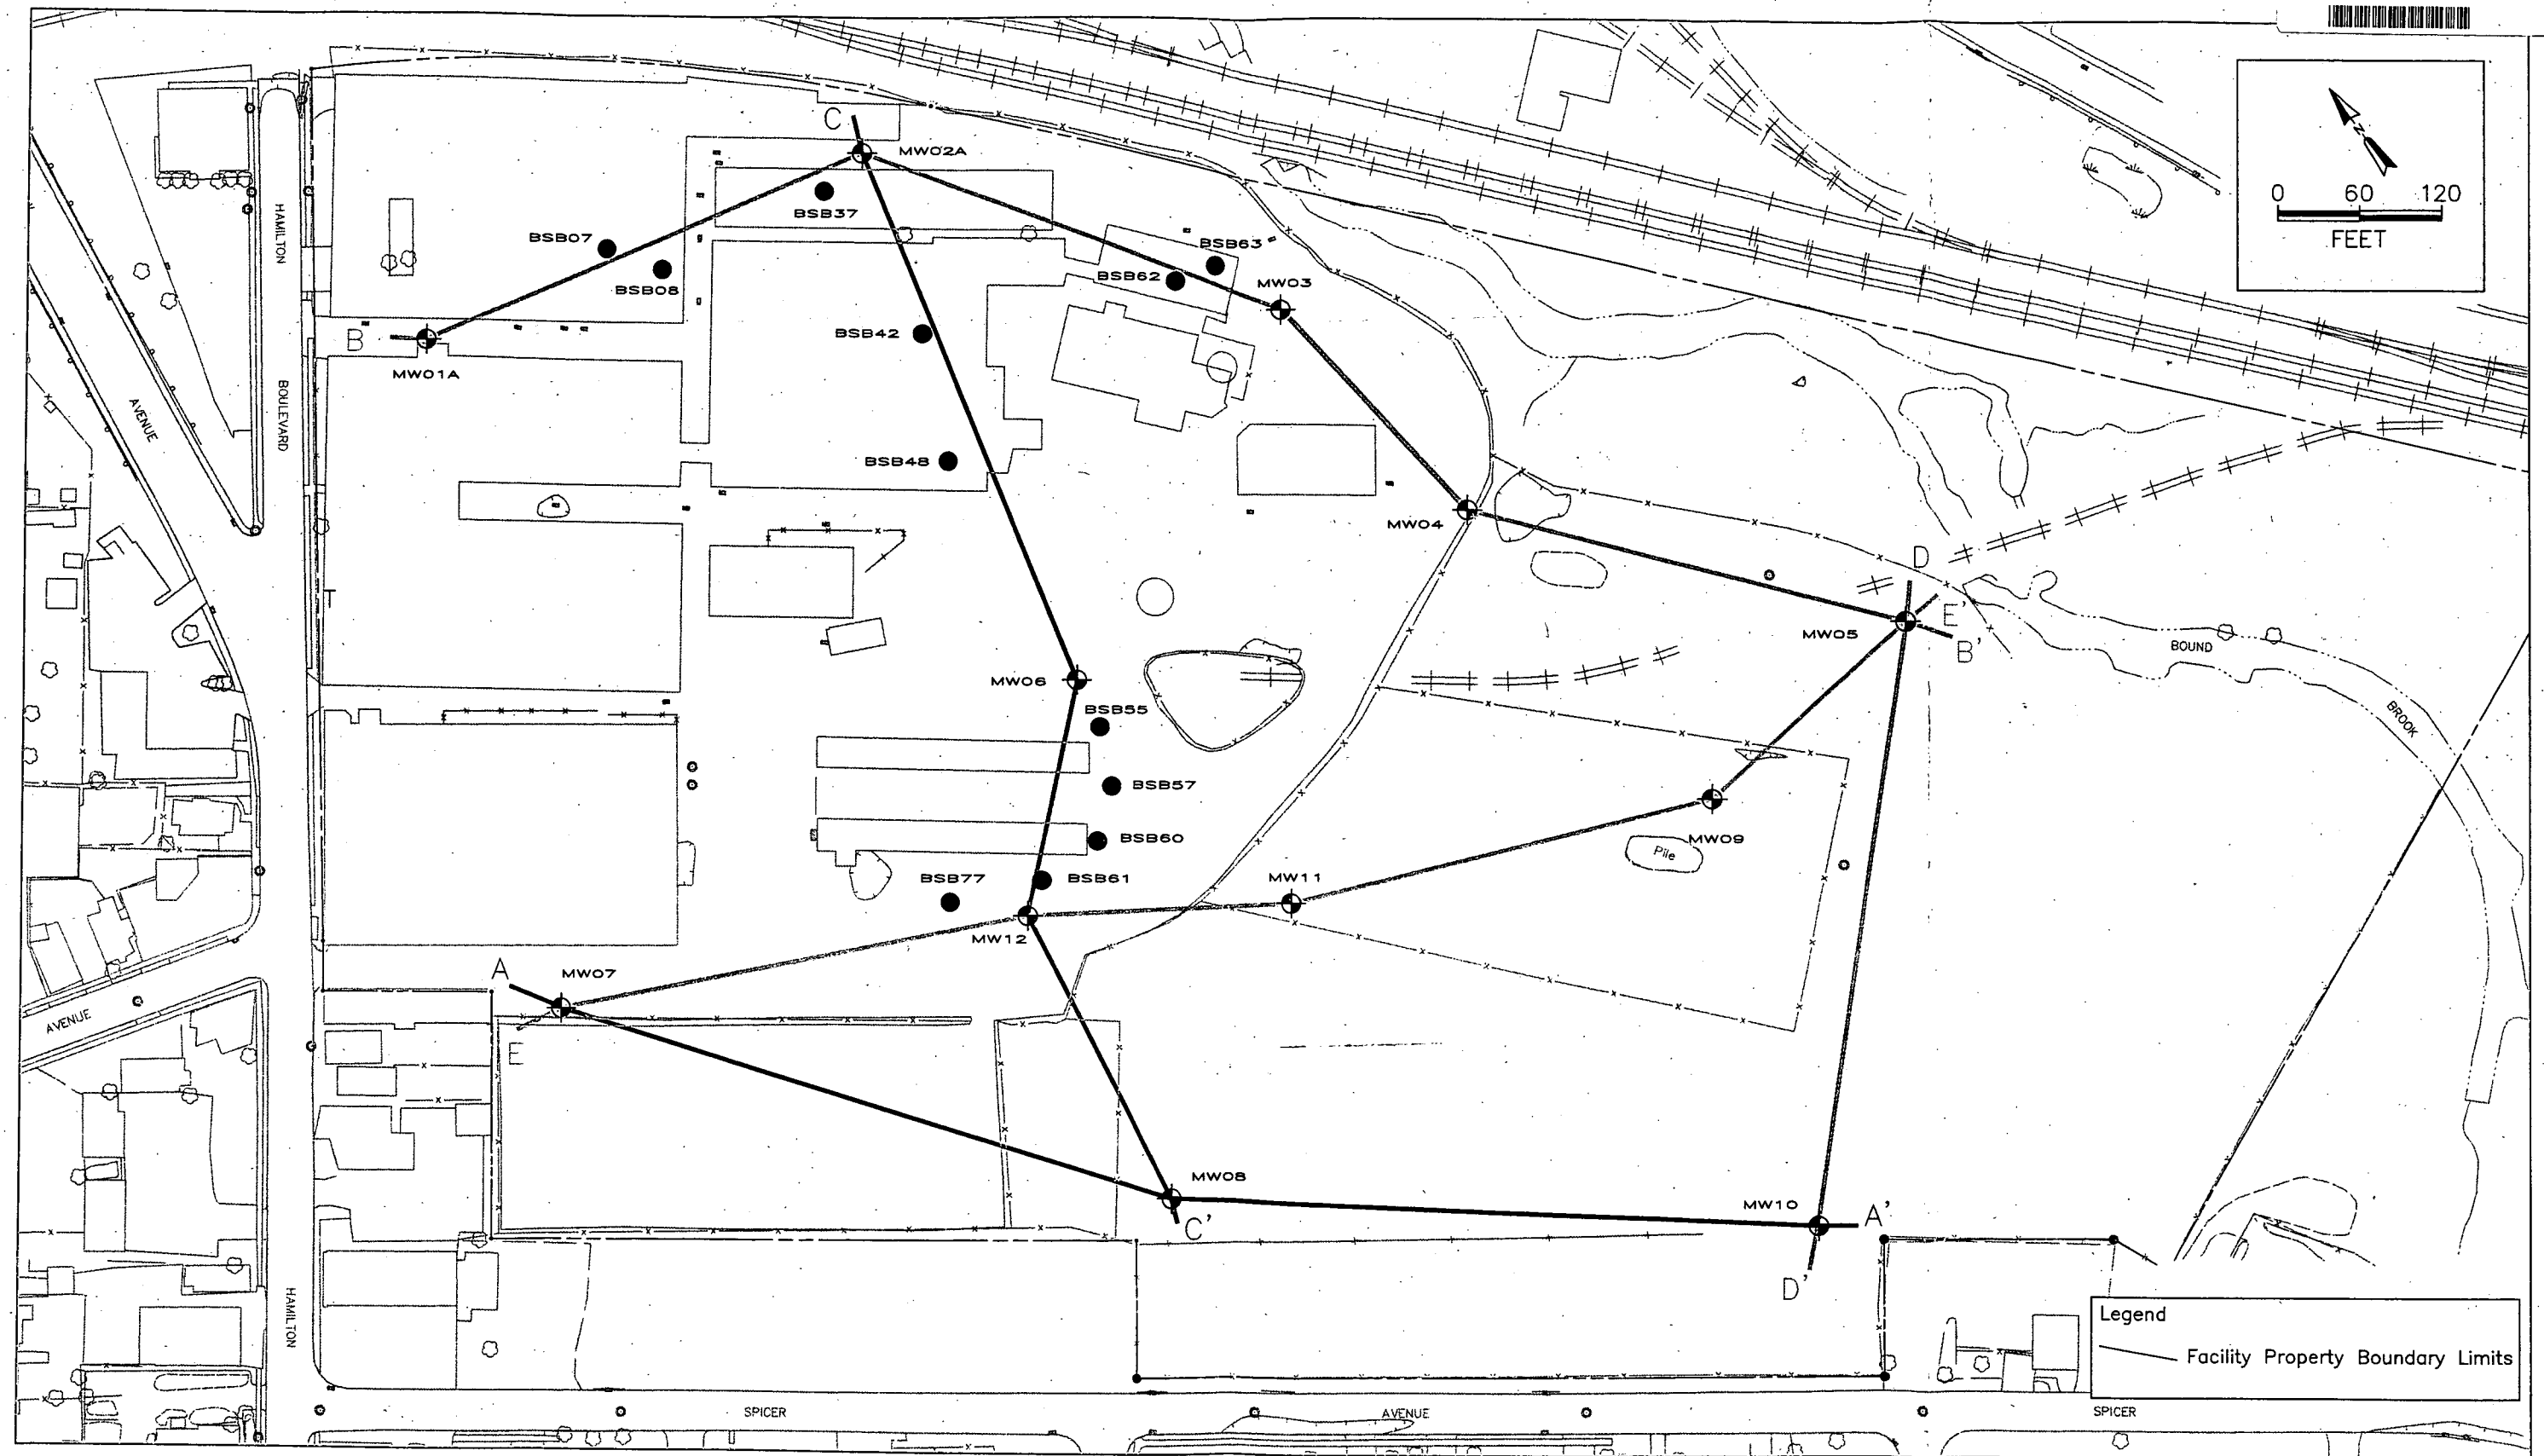 C
MW02A
BSB37
HAMILTON
BSB07
BSB08
BSB63
BSB62
MW03
N
0 60 120
FEET
B
MW01A
BSB42
BOULEVARD
AVENUE
BSB48
MW04
D
E'
B'
MW05
BOUND
BROOK
T
MW06
BSB55
BSB57
BSB60
MW09
Pile
BSB77
BSB61
MW11
MW12
A
MW07
E
AVENUE
MW08
C'
MW10
A'
D'
HAMILTON
Legend
Facility Property Boundary Limits
SPICER
AVENUE
SPICER